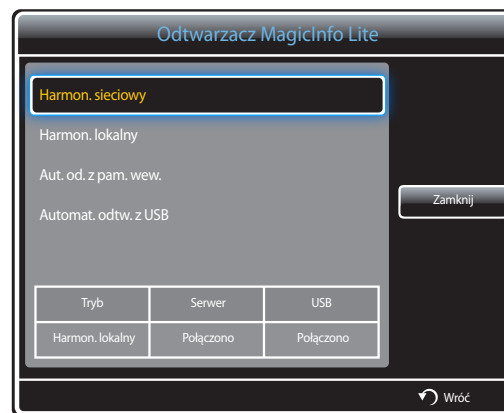 Odtwarzacz MagicInfo Lite
Harmon. sieciowy
Harmon. lokalny
Aut. od. z pam. wew.
Automat. odtw. z USB
Zamknij
Tryb Serwer USB
Harmon. lokalny Połączono Połączono
Wróć